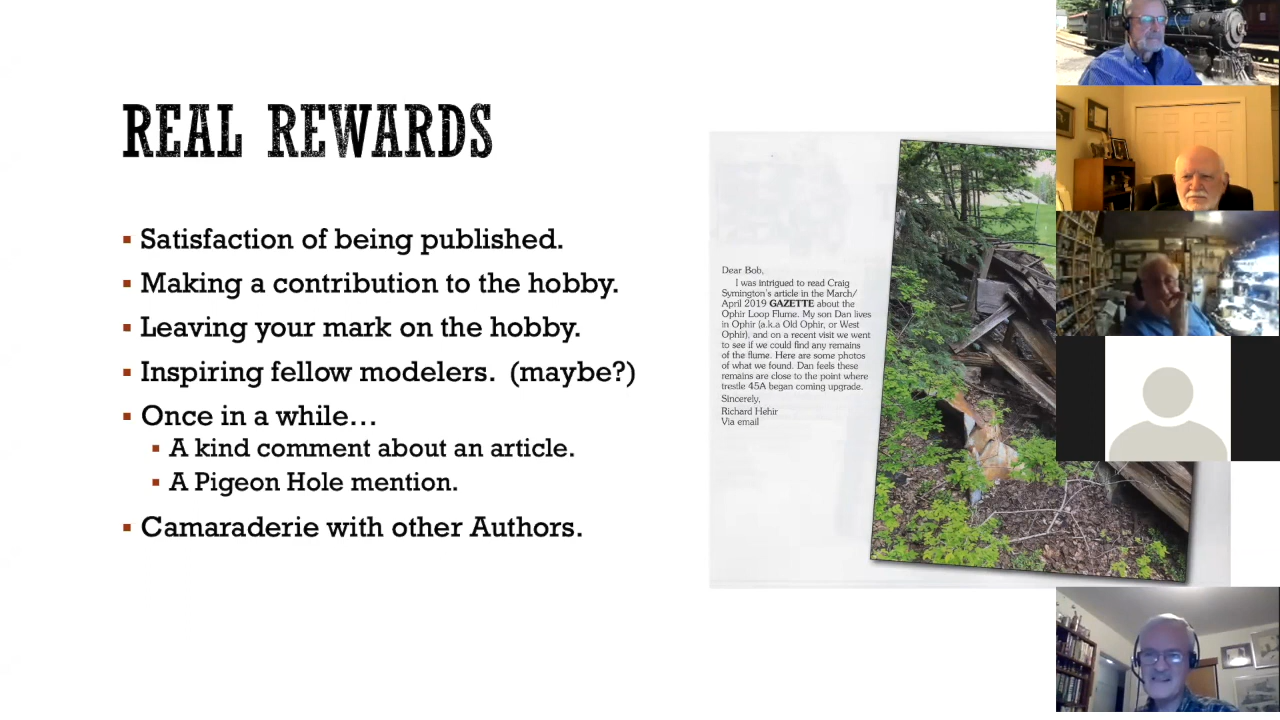 REAL REWARDS
Satisfaction of being published.
Making a contribution to the hobby.
Leaving your mark on the hobby.
Inspiring fellow modelers. (maybe?)
Once in a while…
A kind comment about an article.
A Pigeon Hole mention.
Camaraderie with other Authors.
Dear Bob,
I was intrigued to read Craig
Symington's article in the March/
April 2019 GAZETTE about the
Ophir Loop Flume. My son Dan lives
in Ophir (a.k.a Old Ophir, or West
Ophir), and on a recent visit we went
to see if we could find any remains
of the flume. Here are some photos
of what we found. Dan feels these
remains are close to the point where
trestle 45A began coming upgrade.
Sincerely,
Richard Hehir
Via email